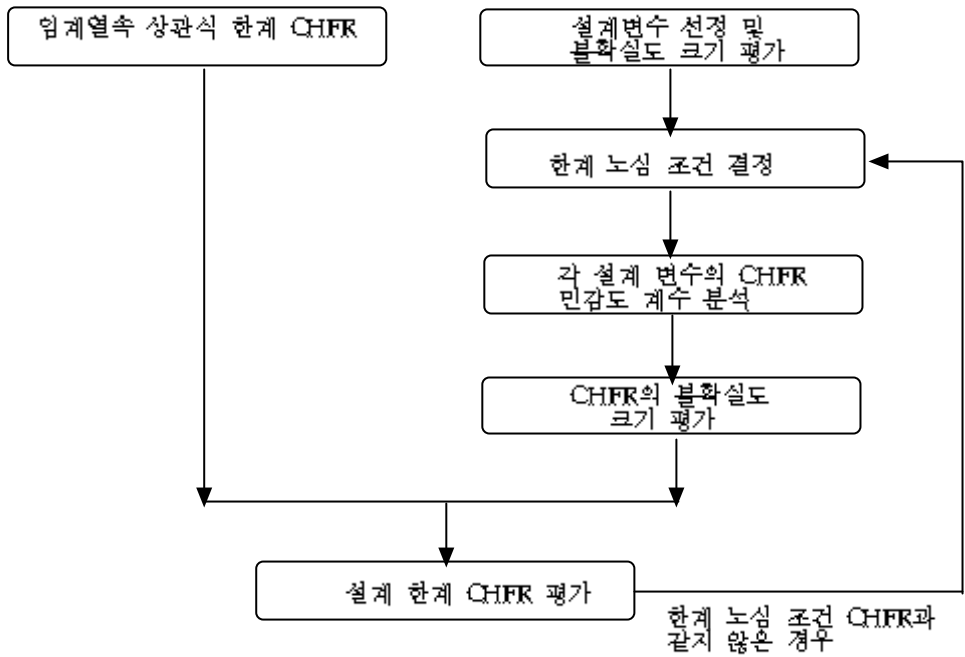 임계열속 상관식 한계 CHFR
설계변수 선정 및
불확실도 크기 평가
한계 노심 조건 결정
각 설계 변수의 CHFR
민감도 계수 분석
CHFR의 불확실도
크기 평가
설계 한계 CHFR 평가
한계 노심 조건 CHFR과
같지 않은 경우